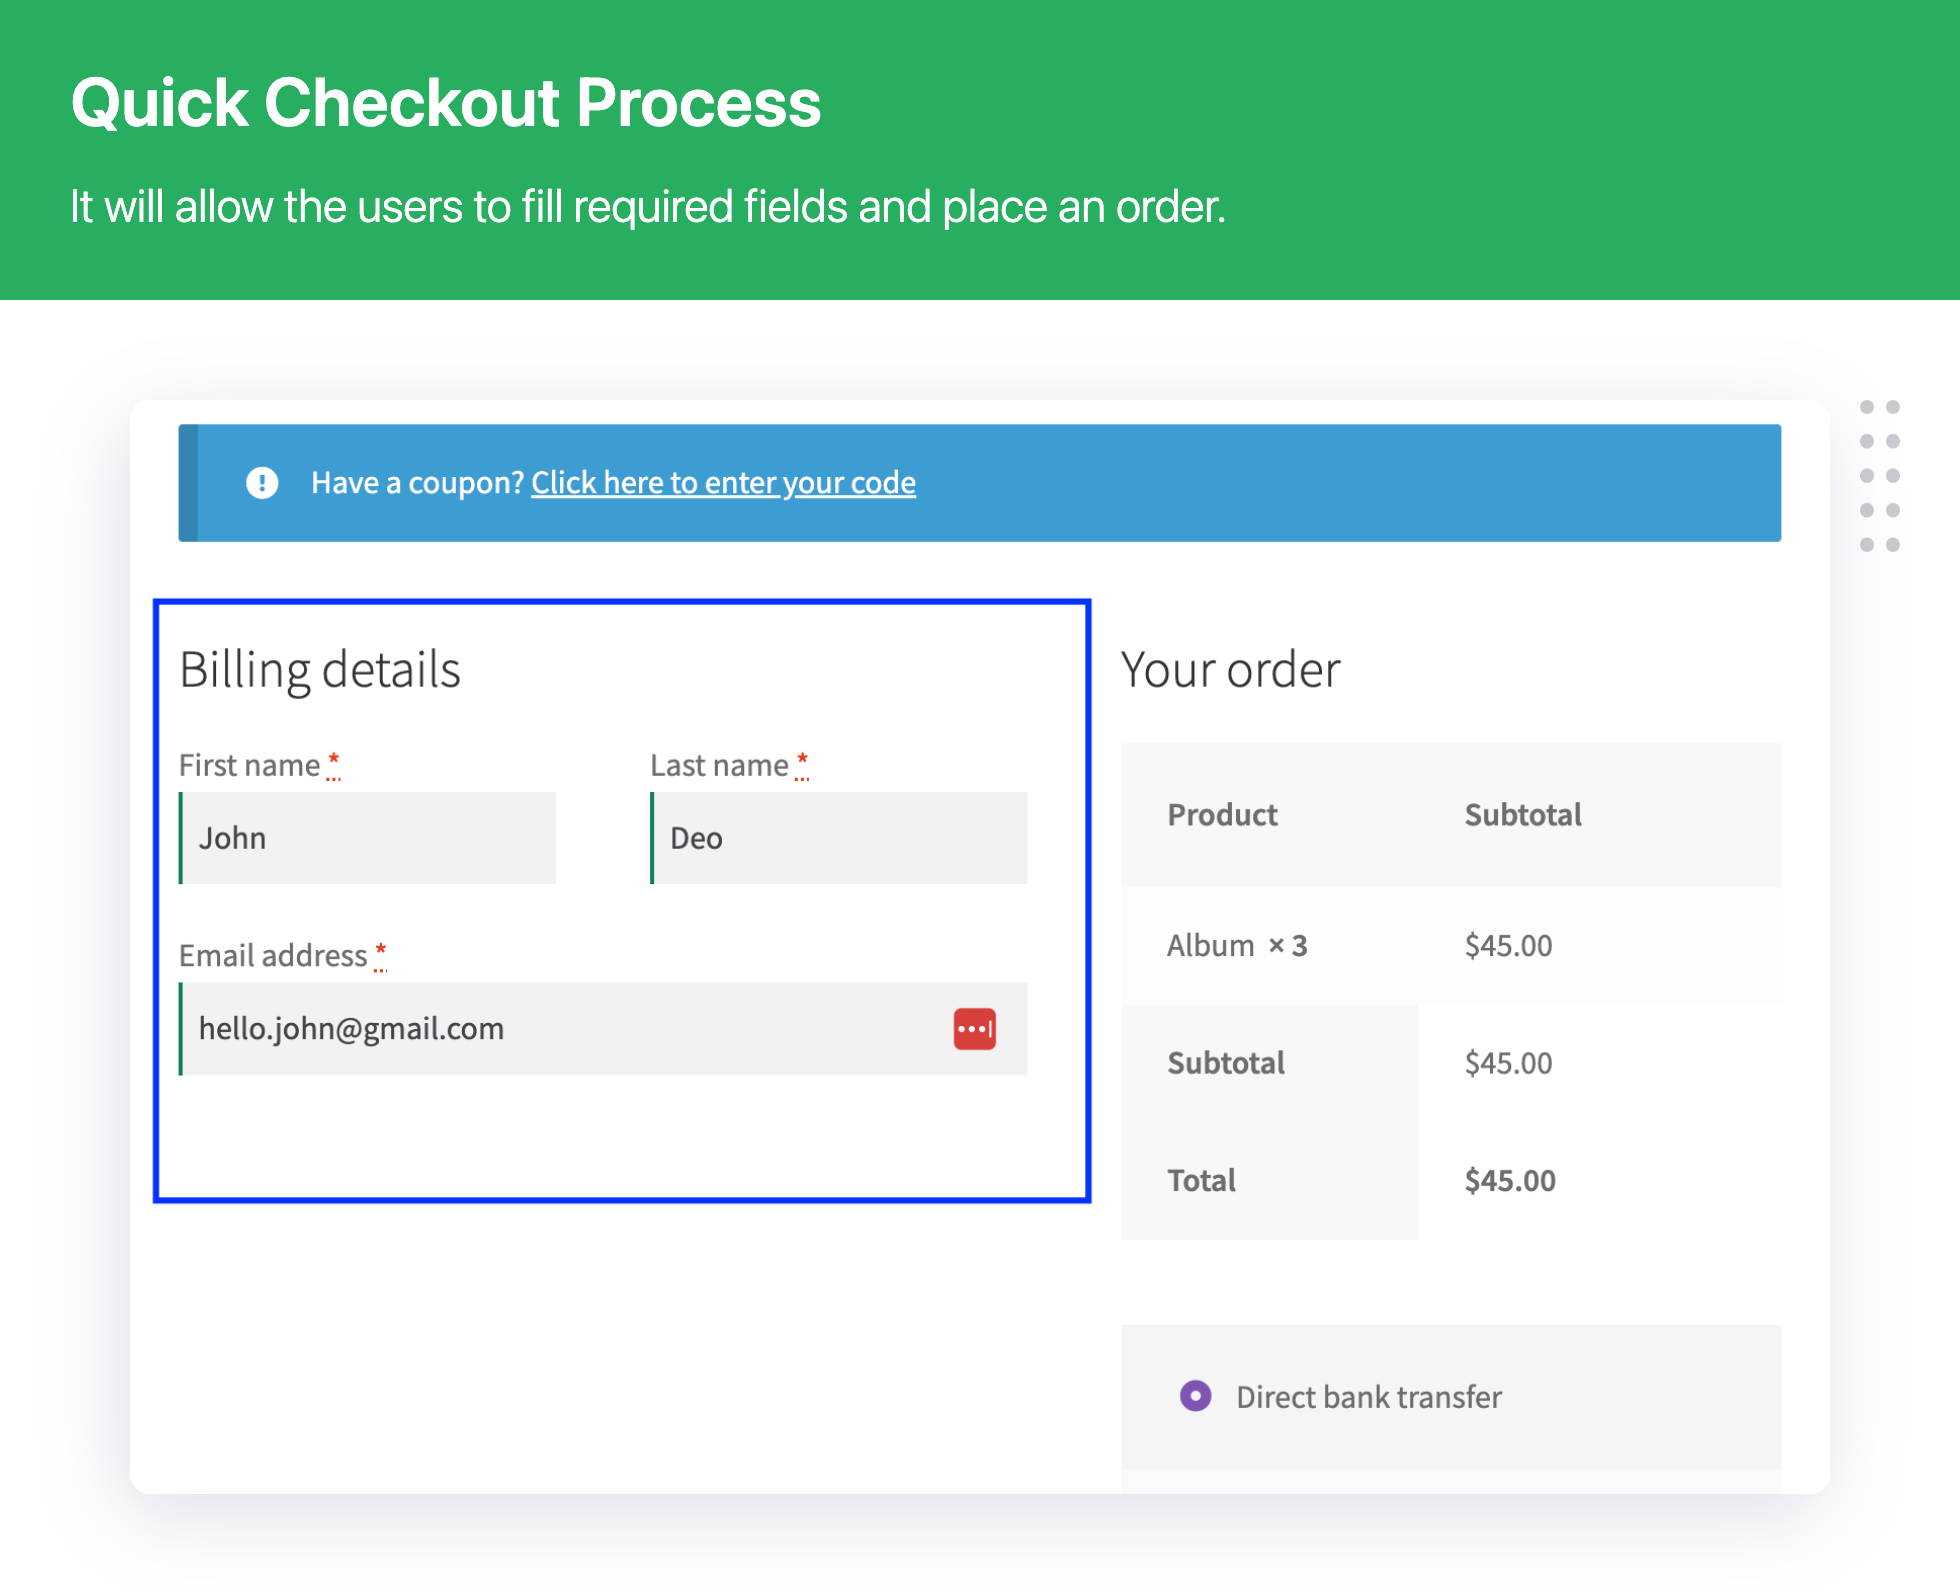 Quick Checkout Process
It will allow the users to fill required fields and place an order.
Have a coupon? Click here to enter your code
Billing details
First name *
Last name *
John
Deo
Email address *
hello.john@gmail.com
Your order
Product Subtotal
Album × 3 $45.00
Subtotal $45.00
Total $45.00
Direct bank transfer